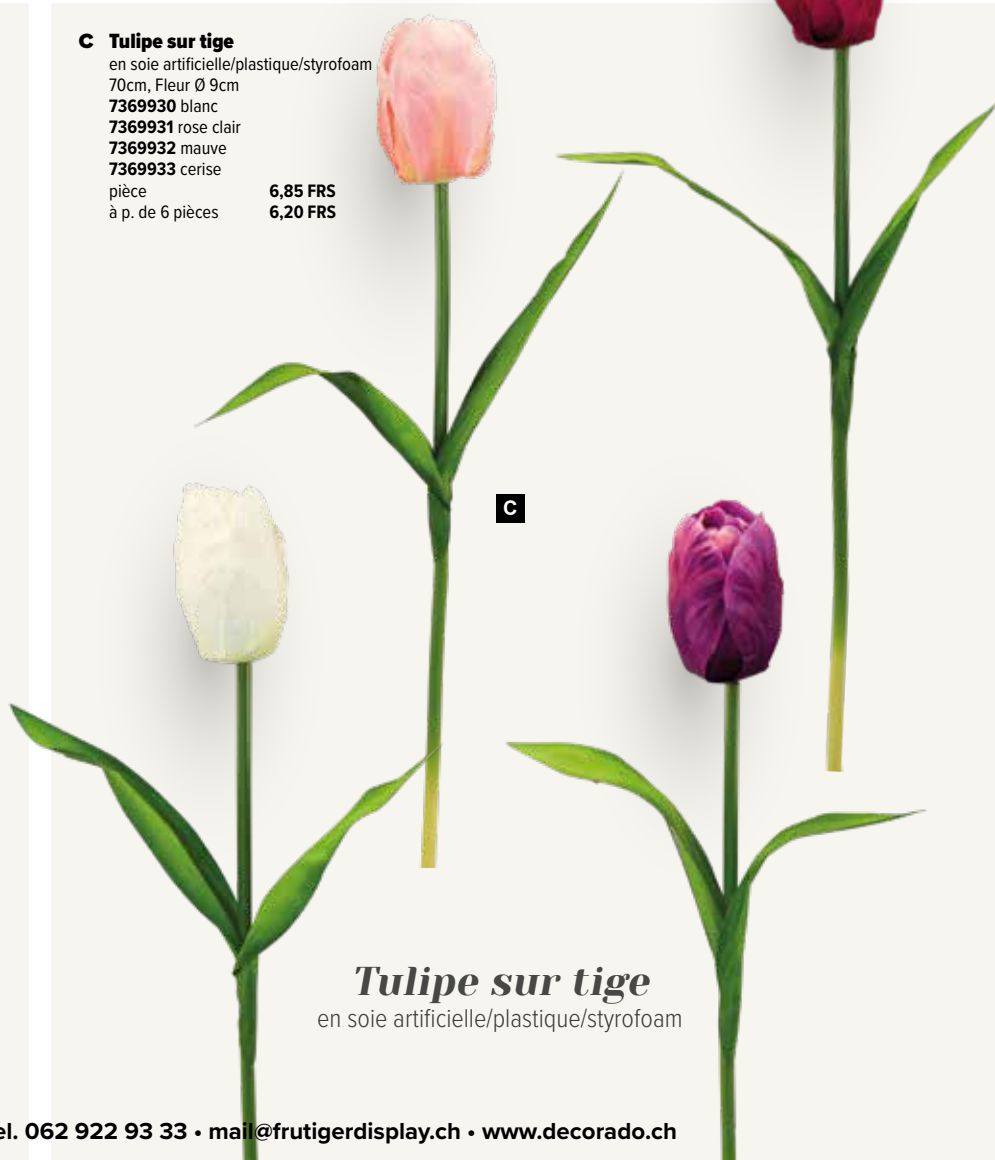 C Tulipe sur tige
en soie artificielle/plastique/styrofoam
70cm, Fleur Ø 9cm
7369930 blanc
7369931 rose clair
7369932 mauve
7369933 cerise
pièce 6,85 FRS
à p. de 6 pièces 6,20 FRS
C
Tulipe sur tige
en soie artificielle/plastique/styrofoam
el. 062 922 93 33 • mail@frutigerdisplay.ch • www.decorado.ch